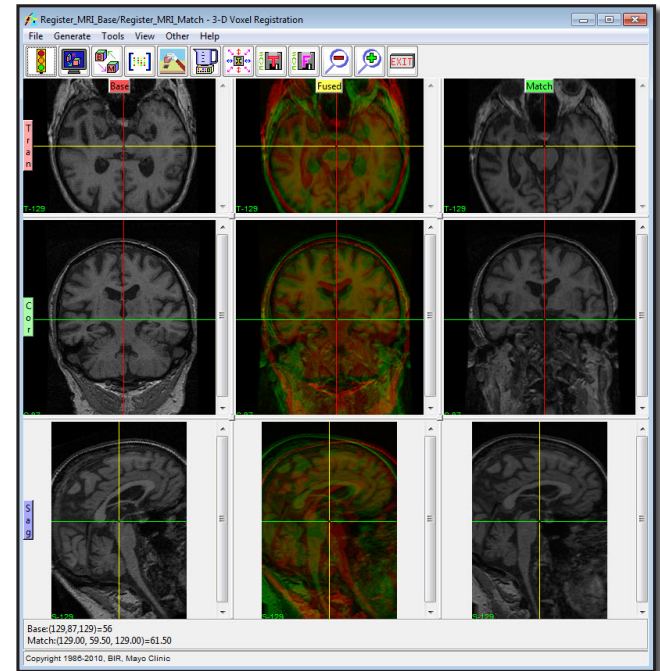 Register_MRI_Base/Register_MRI_Match - 3-D Voxel Registration
File Generate Tools View Other Help
EXIT
Base Fused Match
Tran
T-129 T-129 T-129
Cor
Sag
S-129 S-129 S-129
Base:(129,87,129)=56
Match:(129.00, 59.50, 129.00)=61.50
Copyright 1986-2010, BIR, Mayo Clinic